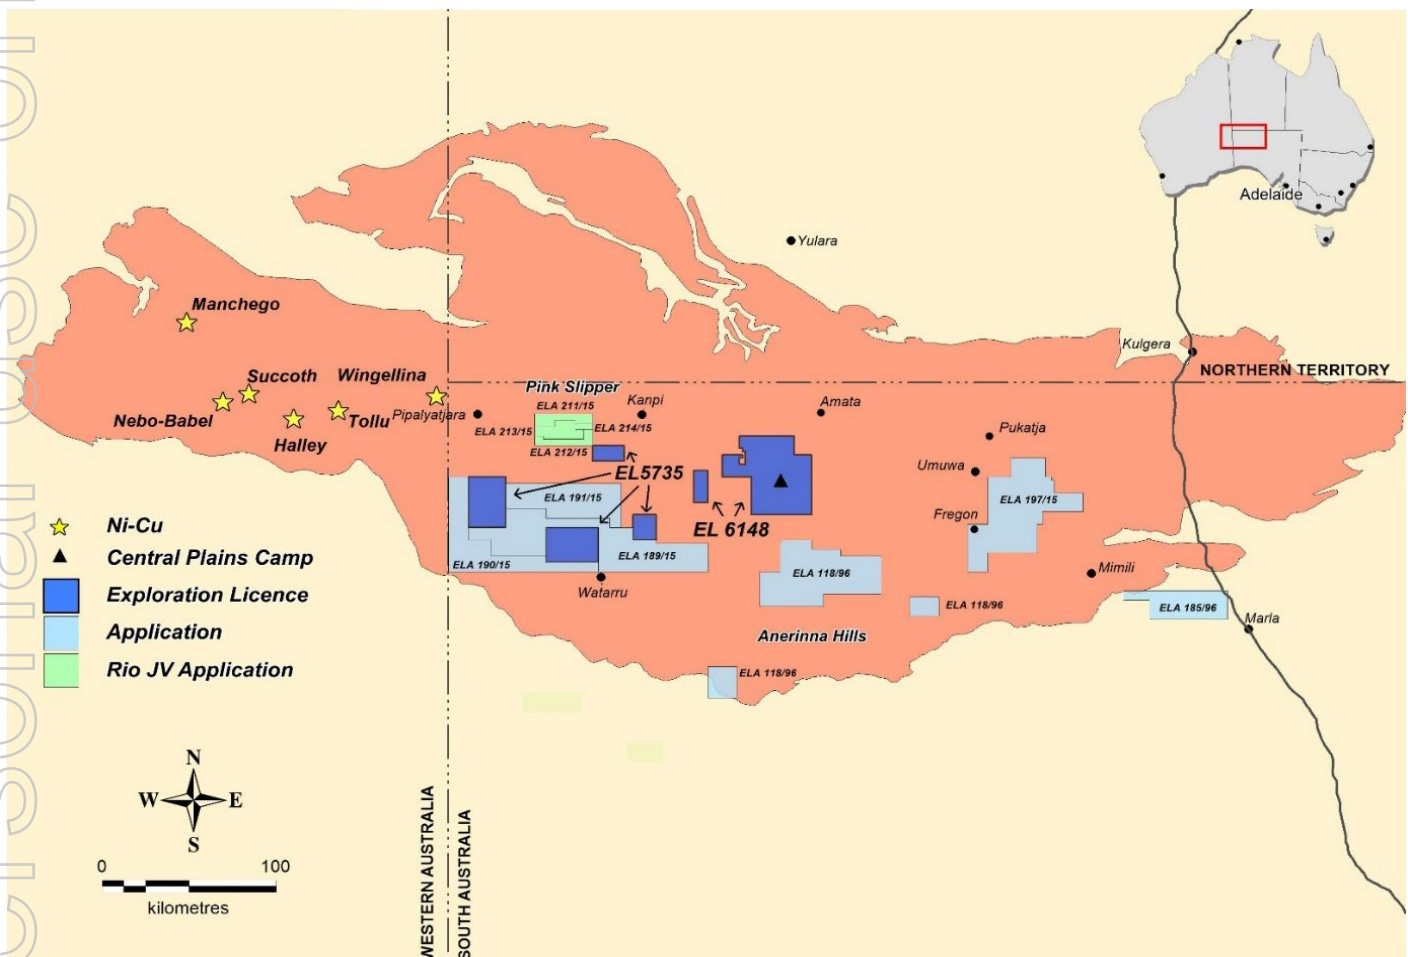 Adelaide
Yulara
Manchego
Kulgera
NORTHERN TERRITORY
Succoth
Wingellina
Pink Slipper
Nebo-Babel
Halley
Tollu
Pipalyatjara
ELA 211/15
Kanpi
Amata
ELA 213/15
ELA 214/15
Pukatja
ELA 212/15
EL5735
Umuwa
ELA 191/15
ELA 197/15
Fregon
EL 6148
ELA 189/15
ELA 190/15
ELA 118/96
Mimili
Watarru
ELA 118/96
ELA 185/96
Marla
Anerinna Hills
ELA 118/96
Ni-Cu
Central Plains Camp
Exploration Licence
Application
Rio JV Application
N
W
E
S
0
100
kilometres
WESTERN AUSTRALIA
SOUTH AUSTRALIA